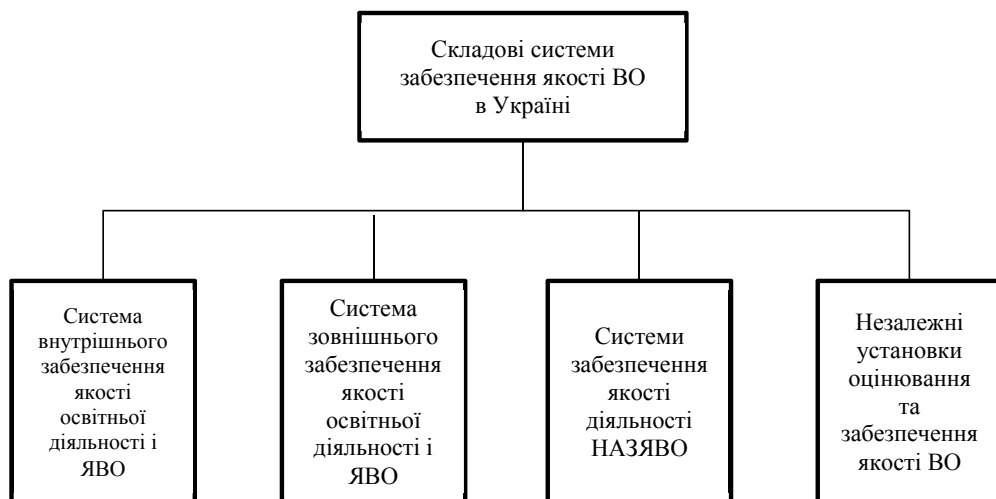 Складові системи
забезпечення якості ВО
в Україні
Система
внутрішнього
забезпечення
якості
освітньої
діяльності і
ЯВО
Система
зовнішнього
забезпечення
якості
освітньої
діяльності і
ЯВО
Системи
забезпечення
якості
діяльності
НАЗЯВО
Незалежні
установки
оцінювання
та
забезпечення
якості ВО